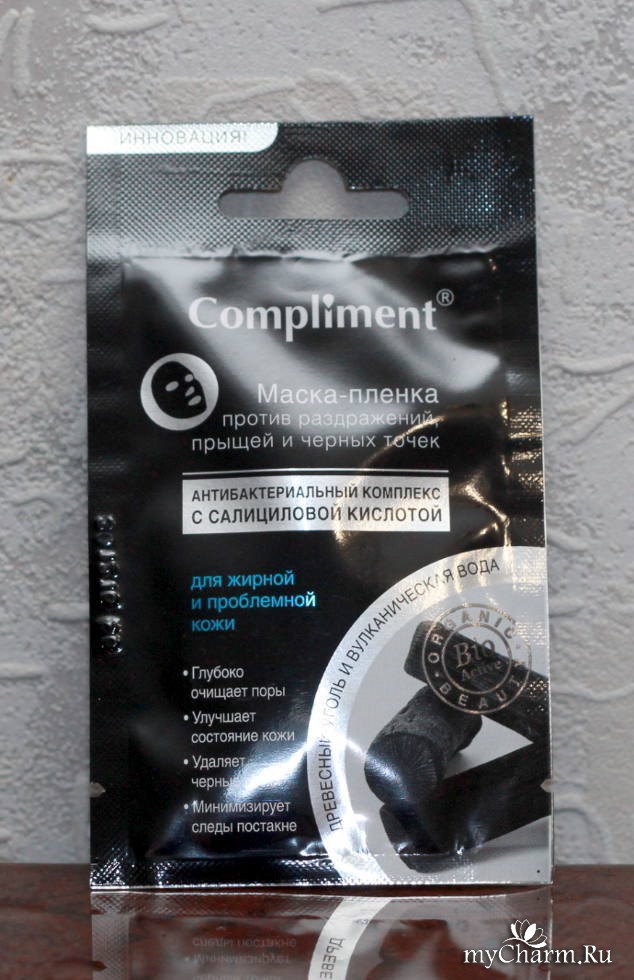 ИННОВАЦИЯ!
Compliment®
Маска-пленка
против раздражений,
прыщей и черных точек
АНТИБАКТЕРИАЛЬНЫЙ КОМПЛЕКС
С САЛИЦИЛОВОЙ КИСЛОТОЙ
для жирной
и проблемной
кожи
• Глубоко
очищает поры
• Улучшает
состояние кожи
• Удаляет
• Минимизирует
следы постакне
ДРЕВЕСНЫЙ УГОЛЬ И ВУЛКАНИЧЕСКАЯ ВОДА
ORGANIC
Bio
Active
BEAUTY
myCharm.Ru